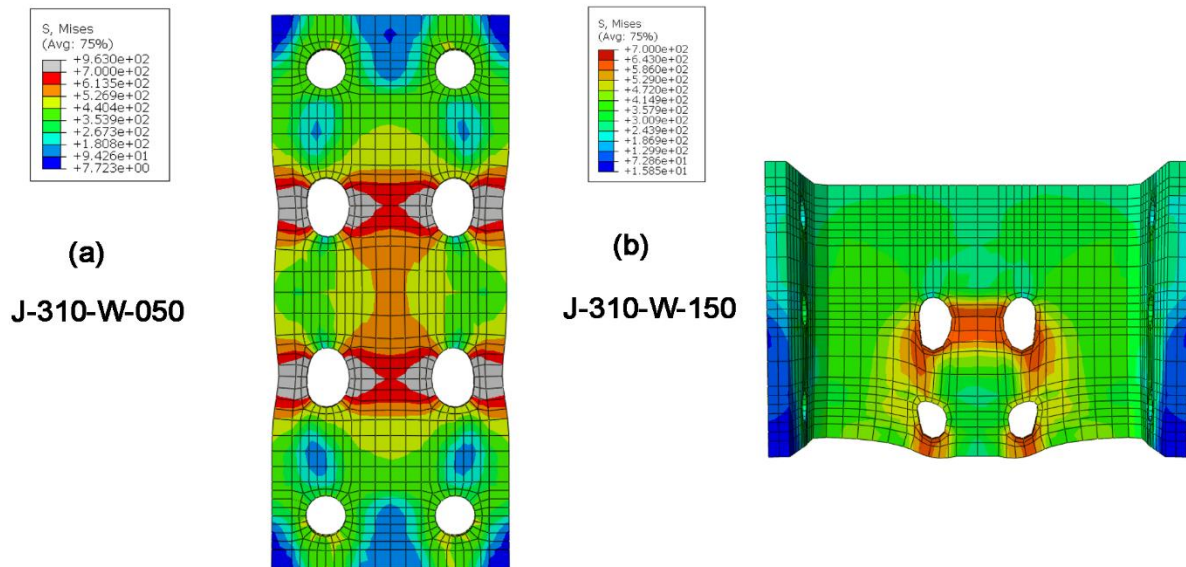 S, Mises
(Avg: 75%)
+9.630e+02
+7.000e+02
+6.135e+02
+5.269e+02
+4.404e+02
+3.539e+02
+2.673e+02
+1.808e+02
+9.426e+01
+7.723e+00
(a)
J-310-W-050
S, Mises
(Avg: 75%)
+7.000e+02
+6.430e+02
+5.860e+02
+5.290e+02
+4.720e+02
+4.149e+02
+3.579e+02
+3.009e+02
+2.439e+02
+1.869e+02
+1.299e+02
+7.286e+01
+1.585e+01
(b)
J-310-W-150